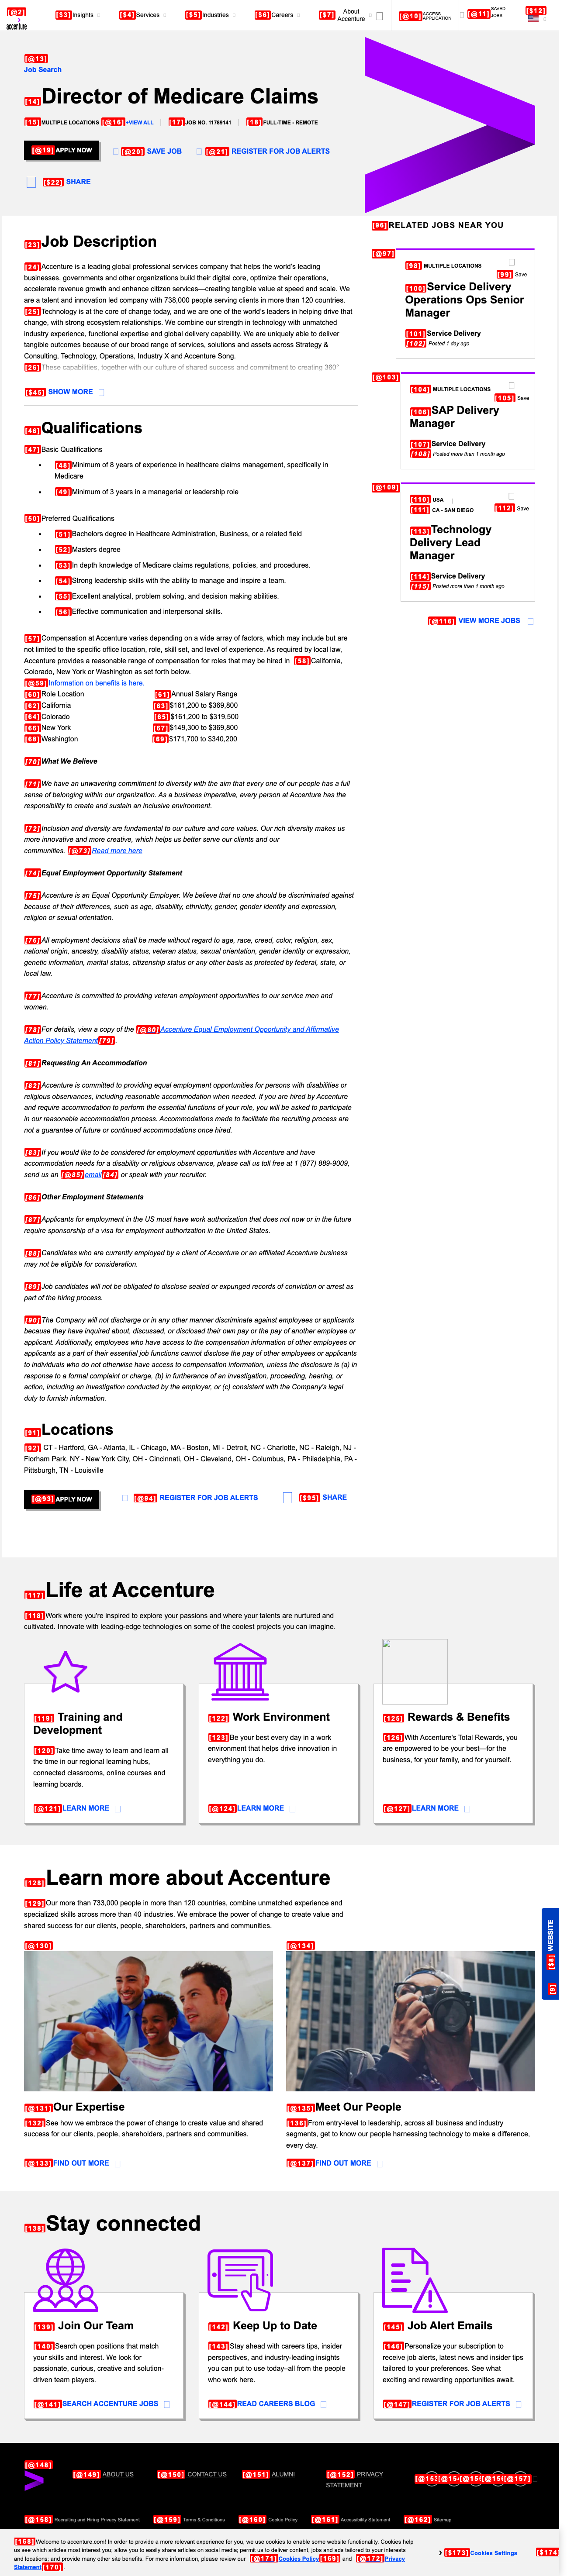 [@2]
accenture
[$3]Insights
[$4]Services
[$5]Industries
[$6]Careers
[$7] About Accenture
[@10]ACCESS APPLICATION
[@11]SAVED JOBS
[$12]
[@13]
Job Search
[14]Director of Medicare Claims
[15]MULTIPLE LOCATIONS [@16]+VIEW ALL
[17]JOB NO. 11789141
[18]FULL-TIME - REMOTE
[@19]APPLY NOW
[@20] SAVE JOB
[@21] REGISTER FOR JOB ALERTS
[$22] SHARE
[23]Job Description
[24]Accenture is a leading global professional services company that helps the world's leading
businesses, governments and other organizations build their digital core, optimize their operations,
accelerate revenue growth and enhance citizen services—creating tangible value at speed and scale. We
are a talent and innovation led company with 738,000 people serving clients in more than 120 countries.
[25]Technology is at the core of change today, and we are one of the world's leaders in helping drive that
change, with strong ecosystem relationships. We combine our strength in technology with unmatched
industry experience, functional expertise and global delivery capability. We are uniquely able to deliver
tangible outcomes because of our broad range of services, solutions and assets across Strategy &
Consulting, Technology, Operations, Industry X and Accenture Song.
[26]These capabilities, together with our culture of shared success and commitment to creating 360°
[$45] SHOW MORE
[46]Qualifications
[47]Basic Qualifications
• [48]Minimum of 8 years of experience in healthcare claims management, specifically in
Medicare
• [49]Minimum of 3 years in a managerial or leadership role
[50]Preferred Qualifications
• [51]Bachelors degree in Healthcare Administration, Business, or a related field
• [52]Masters degree
• [53]In depth knowledge of Medicare claims regulations, policies, and procedures.
• [54]Strong leadership skills with the ability to manage and inspire a team.
• [55]Excellent analytical, problem solving, and decision making abilities.
• [56]Effective communication and interpersonal skills.
[57]Compensation at Accenture varies depending on a wide array of factors, which may include but are
not limited to the specific office location, role, skill set, and level of experience. As required by local law,
Accenture provides a reasonable range of compensation for roles that may be hired in [58]California,
Colorado, New York or Washington as set forth below.
[@59]Information on benefits is here.
[60]Role Location [61]Annual Salary Range
[62]California [63]$161,200 to $369,800
[64]Colorado [65]$161,200 to $319,500
[66]New York [67]$149,300 to $369,800
[68]Washington [69]$171,700 to $340,200
[70]What We Believe
[71]We have an unwavering commitment to diversity with the aim that every one of our people has a full
sense of belonging within our organization. As a business imperative, every person at Accenture has the
responsibility to create and sustain an inclusive environment.
[72]Inclusion and diversity are fundamental to our culture and core values. Our rich diversity makes us
more innovative and more creative, which helps us better serve our clients and our
communities. [@73]Read more here
[74]Equal Employment Opportunity Statement
[75]Accenture is an Equal Opportunity Employer. We believe that no one should be discriminated against
because of their differences, such as age, disability, ethnicity, gender, gender identity and expression,
religion or sexual orientation.
[76]All employment decisions shall be made without regard to age, race, creed, color, religion, sex,
national origin, ancestry, disability status, veteran status, sexual orientation, gender identity or expression,
genetic information, marital status, citizenship status or any other basis as protected by federal, state, or
local law.
[77]Accenture is committed to providing veteran employment opportunities to our service men and
women.
[78]For details, view a copy of the [@80]Accenture Equal Employment Opportunity and Affirmative
Action Policy Statement[79].
[81]Requesting An Accommodation
[82]Accenture is committed to providing equal employment opportunities for persons with disabilities or
religious observances, including reasonable accommodation when needed. If you are hired by Accenture
and require accommodation to perform the essential functions of your role, you will be asked to participate
in our reasonable accommodation process. Accommodations made to facilitate the recruiting process are
not a guarantee of future or continued accommodations once hired.
[83]If you would like to be considered for employment opportunities with Accenture and have
accommodation needs for a disability or religious observance, please call us toll free at 1 (877) 889-9009,
send us an [@85]email[84] or speak with your recruiter.
[86]Other Employment Statements
[87]Applicants for employment in the US must have work authorization that does not now or in the future
require sponsorship of a visa for employment authorization in the United States.
[88]Candidates who are currently employed by a client of Accenture or an affiliated Accenture business
may not be eligible for consideration.
[89]Job candidates will not be obligated to disclose sealed or expunged records of conviction or arrest as
part of the hiring process.
[90]The Company will not discharge or in any other manner discriminate against employees or applicants
because they have inquired about, discussed, or disclosed their own pay or the pay of another employee or
applicant. Additionally, employees who have access to the compensation information of other employees or
applicants as a part of their essential job functions cannot disclose the pay of other employees or applicants
to individuals who do not otherwise have access to compensation information, unless the disclosure is (a) in
response to a formal complaint or charge, (b) in furtherance of an investigation, proceeding, hearing, or
action, including an investigation conducted by the employer, or (c) consistent with the Company's legal
duty to furnish information.
[91]Locations
[92] CT - Hartford, GA - Atlanta, IL - Chicago, MA - Boston, MI - Detroit, NC - Charlotte, NC - Raleigh, NJ -
Florham Park, NY - New York City, OH - Cincinnati, OH - Cleveland, OH - Columbus, PA - Philadelphia, PA -
Pittsburgh, TN - Louisville
[@93]APPLY NOW
[@94] REGISTER FOR JOB ALERTS
[$95] SHARE
[96]RELATED JOBS NEAR YOU
[@97]
[98] MULTIPLE LOCATIONS
[99] Save
[100]Service Delivery
Operations Ops Senior
Manager
[101]Service Delivery
[102] Posted 1 day ago
[@103]
[104] MULTIPLE LOCATIONS
[105] Save
[106]SAP Delivery
Manager
[107]Service Delivery
[108] Posted more than 1 month ago
[@109]
[110] USA
[111] CA - SAN DIEGO
[112] Save
[113]Technology
Delivery Lead
Manager
[114]Service Delivery
[115] Posted more than 1 month ago
[@116] VIEW MORE JOBS
[117]Life at Accenture
[118]Work where you're inspired to explore your passions and where your talents are nurtured and
cultivated. Innovate with leading-edge technologies on some of the coolest projects you can imagine.
[119] Training and
Development
[120]Take time away to learn and learn all
the time in our regional learning hubs,
connected classrooms, online courses and
learning boards.
[@121]LEARN MORE
[122] Work Environment
[123]Be your best every day in a work
environment that helps drive innovation in
everything you do.
[@124]LEARN MORE
[125] Rewards & Benefits
[126]With Accenture's Total Rewards, you
are empowered to be your best—for the
business, for your family, and for yourself.
[@127]LEARN MORE
[128]Learn more about Accenture
[129]Our more than 733,000 people in more than 120 countries, combine unmatched experience and
specialized skills across more than 40 industries. We embrace the power of change to create value and
shared success for our clients, people, shareholders, partners and communities.
[$8] WEBSITE
[9]
[@130]
[131]Our Expertise
[132]See how we embrace the power of change to create value and shared
success for our clients, people, shareholders, partners and communities.
[@133]FIND OUT MORE
[@134]
Canon
[135]Meet Our People
[136]From entry-level to leadership, across all business and industry
segments, get to know our people harnessing technology to make a difference,
every day.
[@137]FIND OUT MORE
[138]Stay connected
[139] Join Our Team
[140]Search open positions that match
your skills and interest. We look for
passionate, curious, creative and solution-
driven team players.
[@141]SEARCH ACCENTURE JOBS
[142] Keep Up to Date
[143]Stay ahead with careers tips, insider
perspectives, and industry-leading insights
you can put to use today–all from the people
who work here.
[@144]READ CAREERS BLOG
[145] Job Alert Emails
[146]Personalize your subscription to
receive job alerts, latest news and insider tips
tailored to your preferences. See what
exciting and rewarding opportunities await.
[@147]REGISTER FOR JOB ALERTS
[@148]
[@149] ABOUT US
[@150] CONTACT US
[@151] ALUMNI
[@152] PRIVACY
STATEMENT
[@157]
[@158] Recruiting and Hiring Privacy Statement
[@159] Terms & Conditions
[@160] Cookie Policy
[@161] Accessibility Statement
[@162] Sitemap
[168]Welcome to accenture.com! In order to provide a more relevant experience for you, we use cookies to enable some website functionality. Cookies help
us see which articles most interest you; allow you to easily share articles on social media; permit us to deliver content, jobs and ads tailored to your interests
and locations; and provide many other site benefits. For more information, please review our [@171]Cookies Policy[169] and [@172]Privacy
Statement[170].
[$173]Cookies Settings
[$174